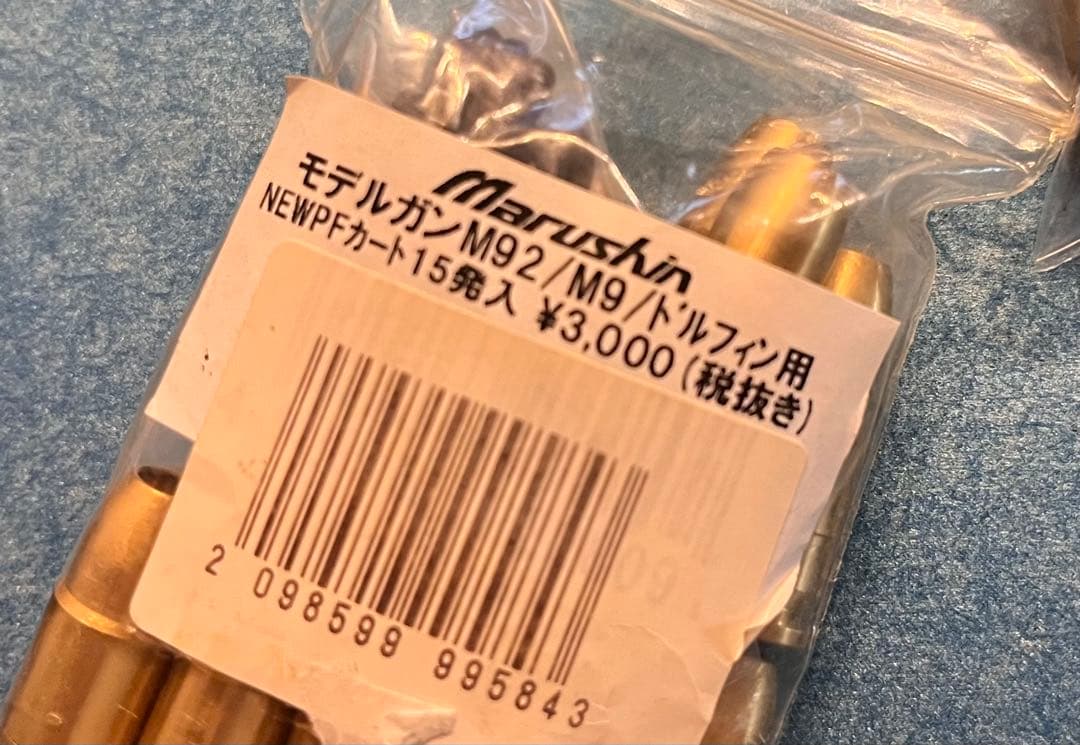 Marushin
モデルガンM92/M9/ドルフィン用
NEWPFカート15発入 ¥3,000(税抜き)
2 098599 995843